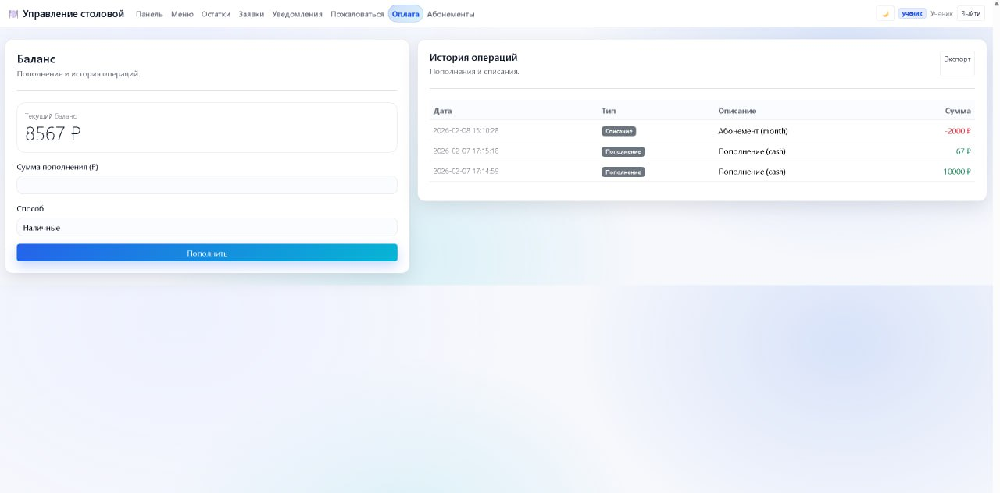 Управление столовой Панель Меню Остатки Заявки Уведомления Пожаловаться Оплата Абонементы ученик Ученик Выйти
Баланс
Пополнение и история операций.
Текущий баланс
8567 ₽
Сумма пополнения (₽)
Способ
Наличные
Пополнить
История операций
Пополнения и списания.
Экспорт
Дата Тип Описание Сумма
2026-02-08 15:10:28 Списание Абонемент (month) -2000 ₽
2026-02-07 17:15:18 Пополнение Пополнение (cash) 67 ₽
2026-02-07 17:14:59 Пополнение Пополнение (cash) 10000 ₽